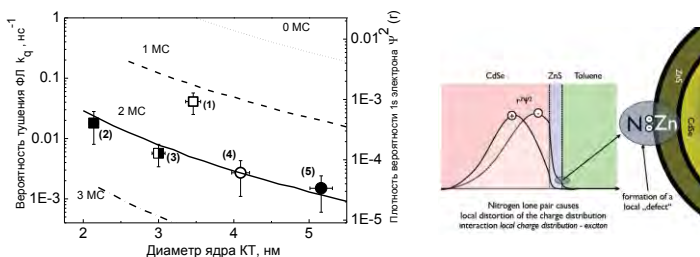 0 МС
1 МС
2 МС
3 МС
(1)
(2)
(3)
(4)
(5)
1
0.1
0.01
1E-3
0.01
1E-3
1E-4
1E-5
2
3
4
5
Вероятность тушения ФЛ k_q, нс⁻¹
Диаметр ядра КТ, нм
Плотность вероятности 1s электрона Ψ² (r)
CdSe
ZnS
Toluene
+
-
Nitrogen lone pair causes
local distortion of the charge distribution
interaction local charge distribution - exciton
N Zn
ZnS
CdSe
formation of a
local „defect“